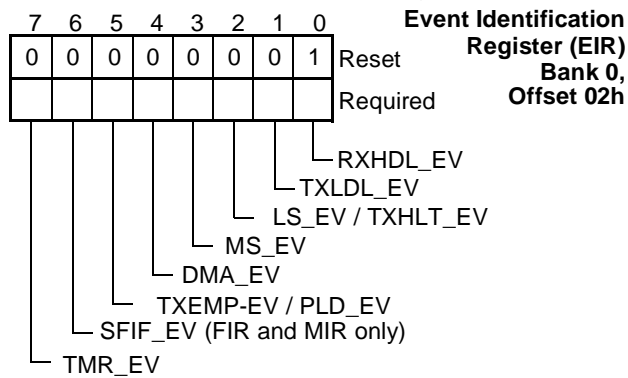 7 6 5 4 3 2 1 0
0 0 0 0 0 0 0 1 Reset
Required
Event Identification
Register (EIR)
Bank 0,
Offset 02h
RXHDL_EV
TXLDL_EV
LS_EV / TXHLT_EV
MS_EV
DMA_EV
TXEMP-EV / PLD_EV
SFIF_EV (FIR and MIR only)
TMR_EV